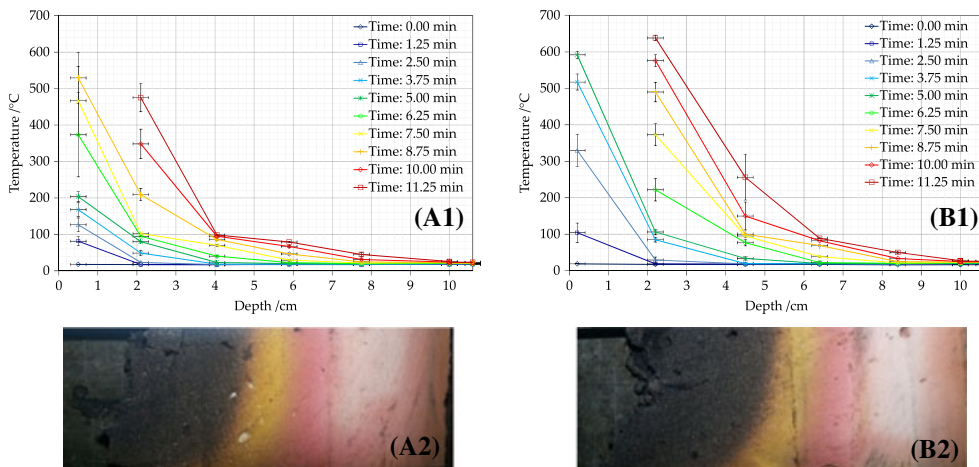 700
600
500
400
300
200
100
0
Temperature /°C
0 1 2 3 4 5 6 7 8 9 10
Depth /cm
Time: 0.00 min
Time: 1.25 min
Time: 2.50 min
Time: 3.75 min
Time: 5.00 min
Time: 6.25 min
Time: 7.50 min
Time: 8.75 min
Time: 10.00 min
Time: 11.25 min
(A1)
700
600
500
400
300
200
100
0
Temperature /°C
0 1 2 3 4 5 6 7 8 9 10
Depth /cm
Time: 0.00 min
Time: 1.25 min
Time: 2.50 min
Time: 3.75 min
Time: 5.00 min
Time: 6.25 min
Time: 7.50 min
Time: 8.75 min
Time: 10.00 min
Time: 11.25 min
(B1)
(A2)
(B2)